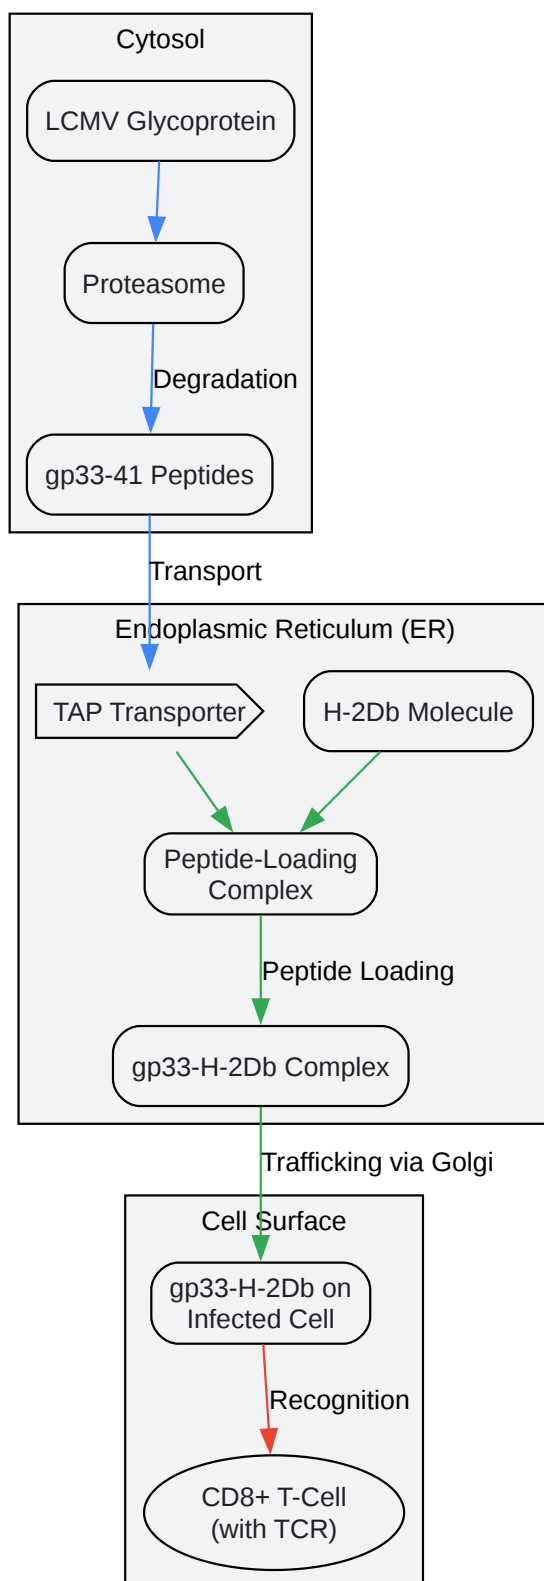 Cytosol
LCMV Glycoprotein
Proteasome
Degradation
gp33-41 Peptides
Transport
Endoplasmic Reticulum (ER)
TAP Transporter
H-2Db Molecule
Peptide-Loading
Complex
Peptide Loading
gp33-H-2Db Complex
Trafficking via Golgi
Cell Surface
gp33-H-2Db on
Infected Cell
Recognition
CD8+ T-Cell
(with TCR)